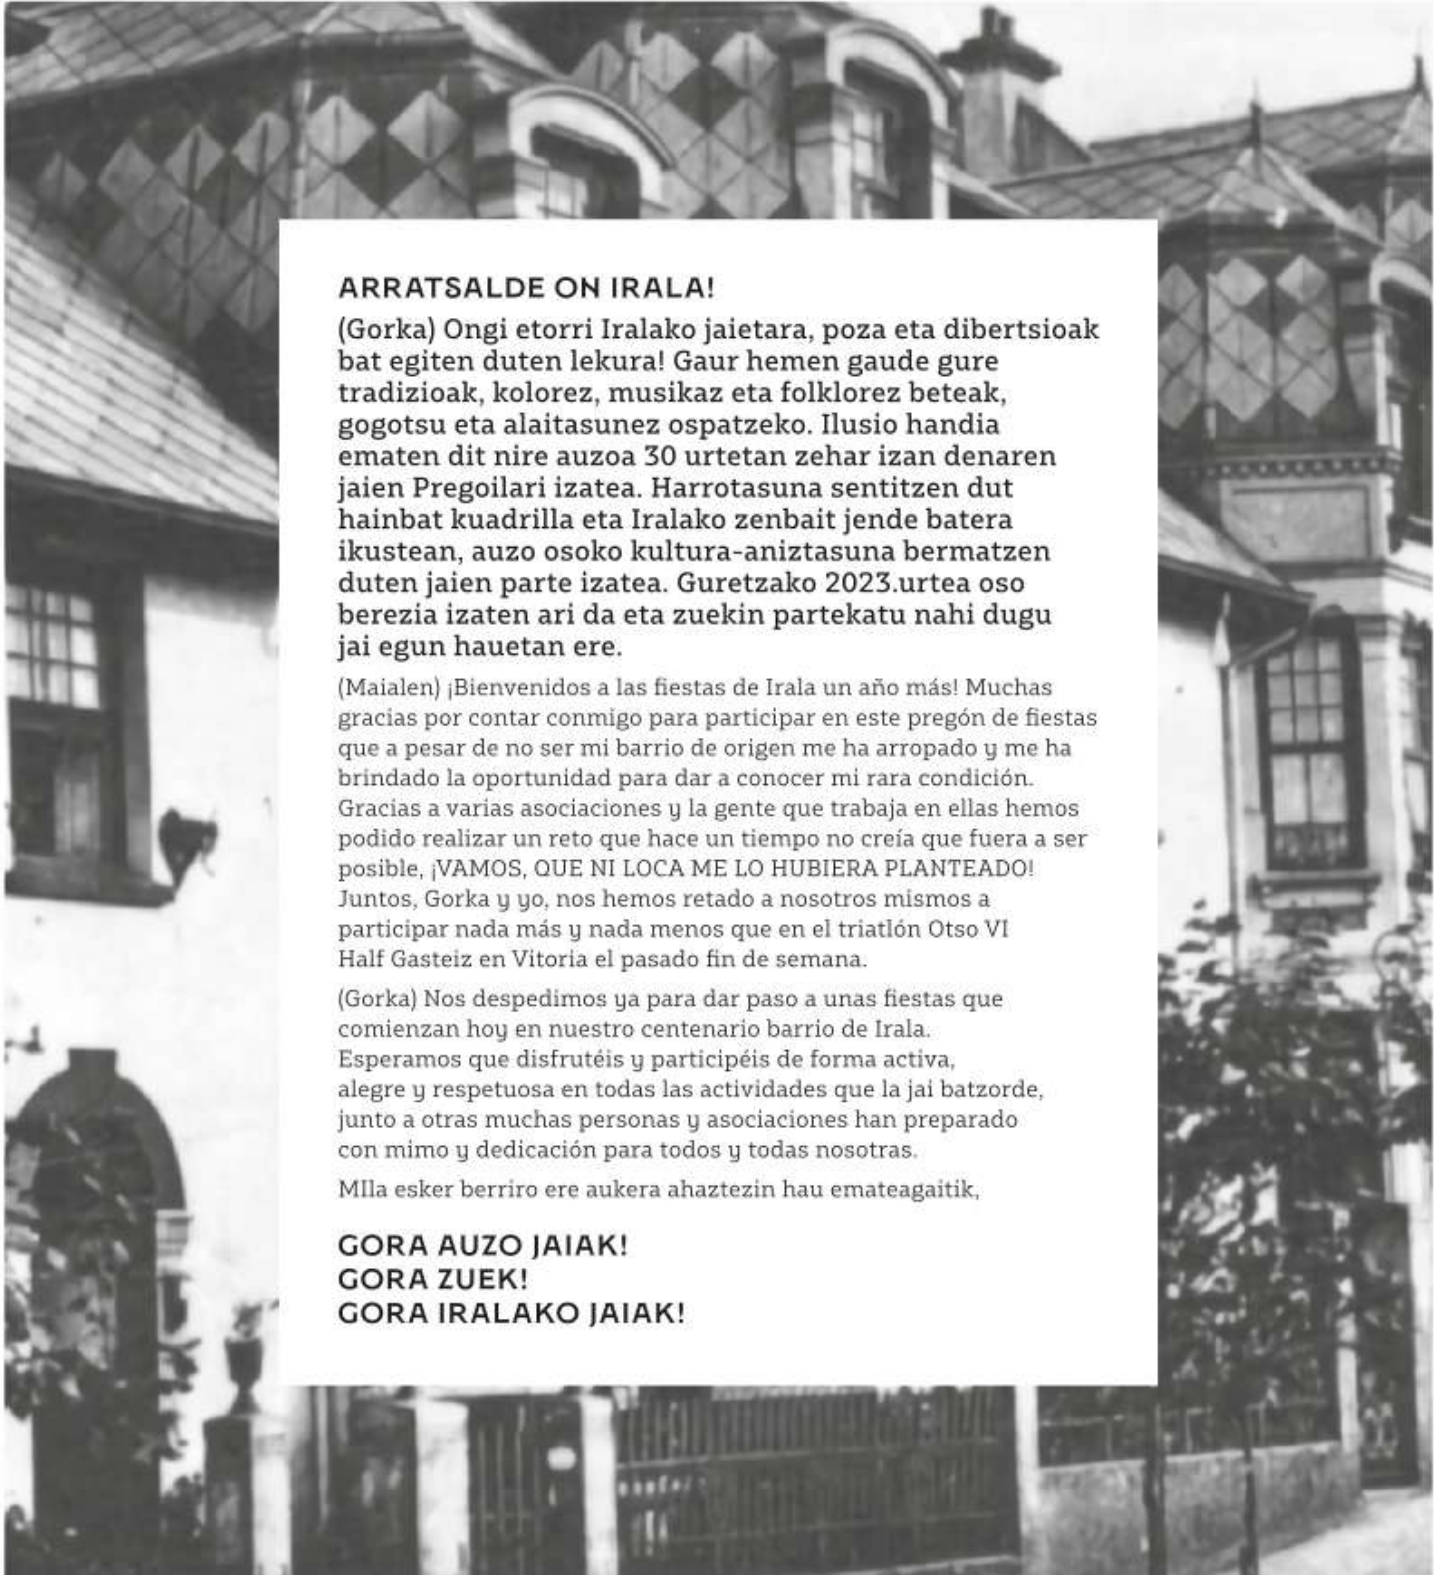 ARRATSALDE ON IRALA!
(Gorka) Ongi etorri Iralako jaietara, poza eta dibertsioak
bat egiten duten lekura! Gaur hemen gaude gure
tradizioak, kolorez, musikaz eta folklorez beteak,
gogotsu eta alaitasunez ospatzeko. Ilusio handia
ematen dit nire auzoa 30 urtetan zehar izan denaren
jaien Pregoilari izatea. Harrotasuna sentitzen dut
hainbat kuadrilla eta Iralako zenbait jende batera
ikustean, auzo osoko kultura-aniztasuna bermatzen
duten jaien parte izatea. Guretzako 2023.urtea oso
berezia izaten ari da eta zuekin partekatu nahi dugu
jai egun hauetan ere.
(Maialen) ¡Bienvenidos a las fiestas de Irala un año más! Muchas
gracias por contar conmigo para participar en este pregón de fiestas
que a pesar de no ser mi barrio de origen me ha arropado y me ha
brindado la oportunidad para dar a conocer mi rara condición.
Gracias a varias asociaciones y la gente que trabaja en ellas hemos
podido realizar un reto que hace un tiempo no creía que fuera a ser
posible, ¡VAMOS, QUE NI LOCA ME LO HUBIERA PLANTEADO!
Juntos, Gorka y yo, nos hemos retado a nosotros mismos a
participar nada más y nada menos que en el triatlón Otso VI
Half Gasteiz en Vitoria el pasado fin de semana.
(Gorka) Nos despedimos ya para dar paso a unas fiestas que
comienzan hoy en nuestro centenario barrio de Irala.
Esperamos que disfrutéis y participéis de forma activa,
alegre y respetuosa en todas las actividades que la jai batzorde,
junto a otras muchas personas y asociaciones han preparado
con mimo y dedicación para todos y todas nosotras.
MIla esker berriro ere aukera ahaztezin hau emateagaitik,
GORA AUZO JAIAK!
GORA ZUEK!
GORA IRALAKO JAIAK!